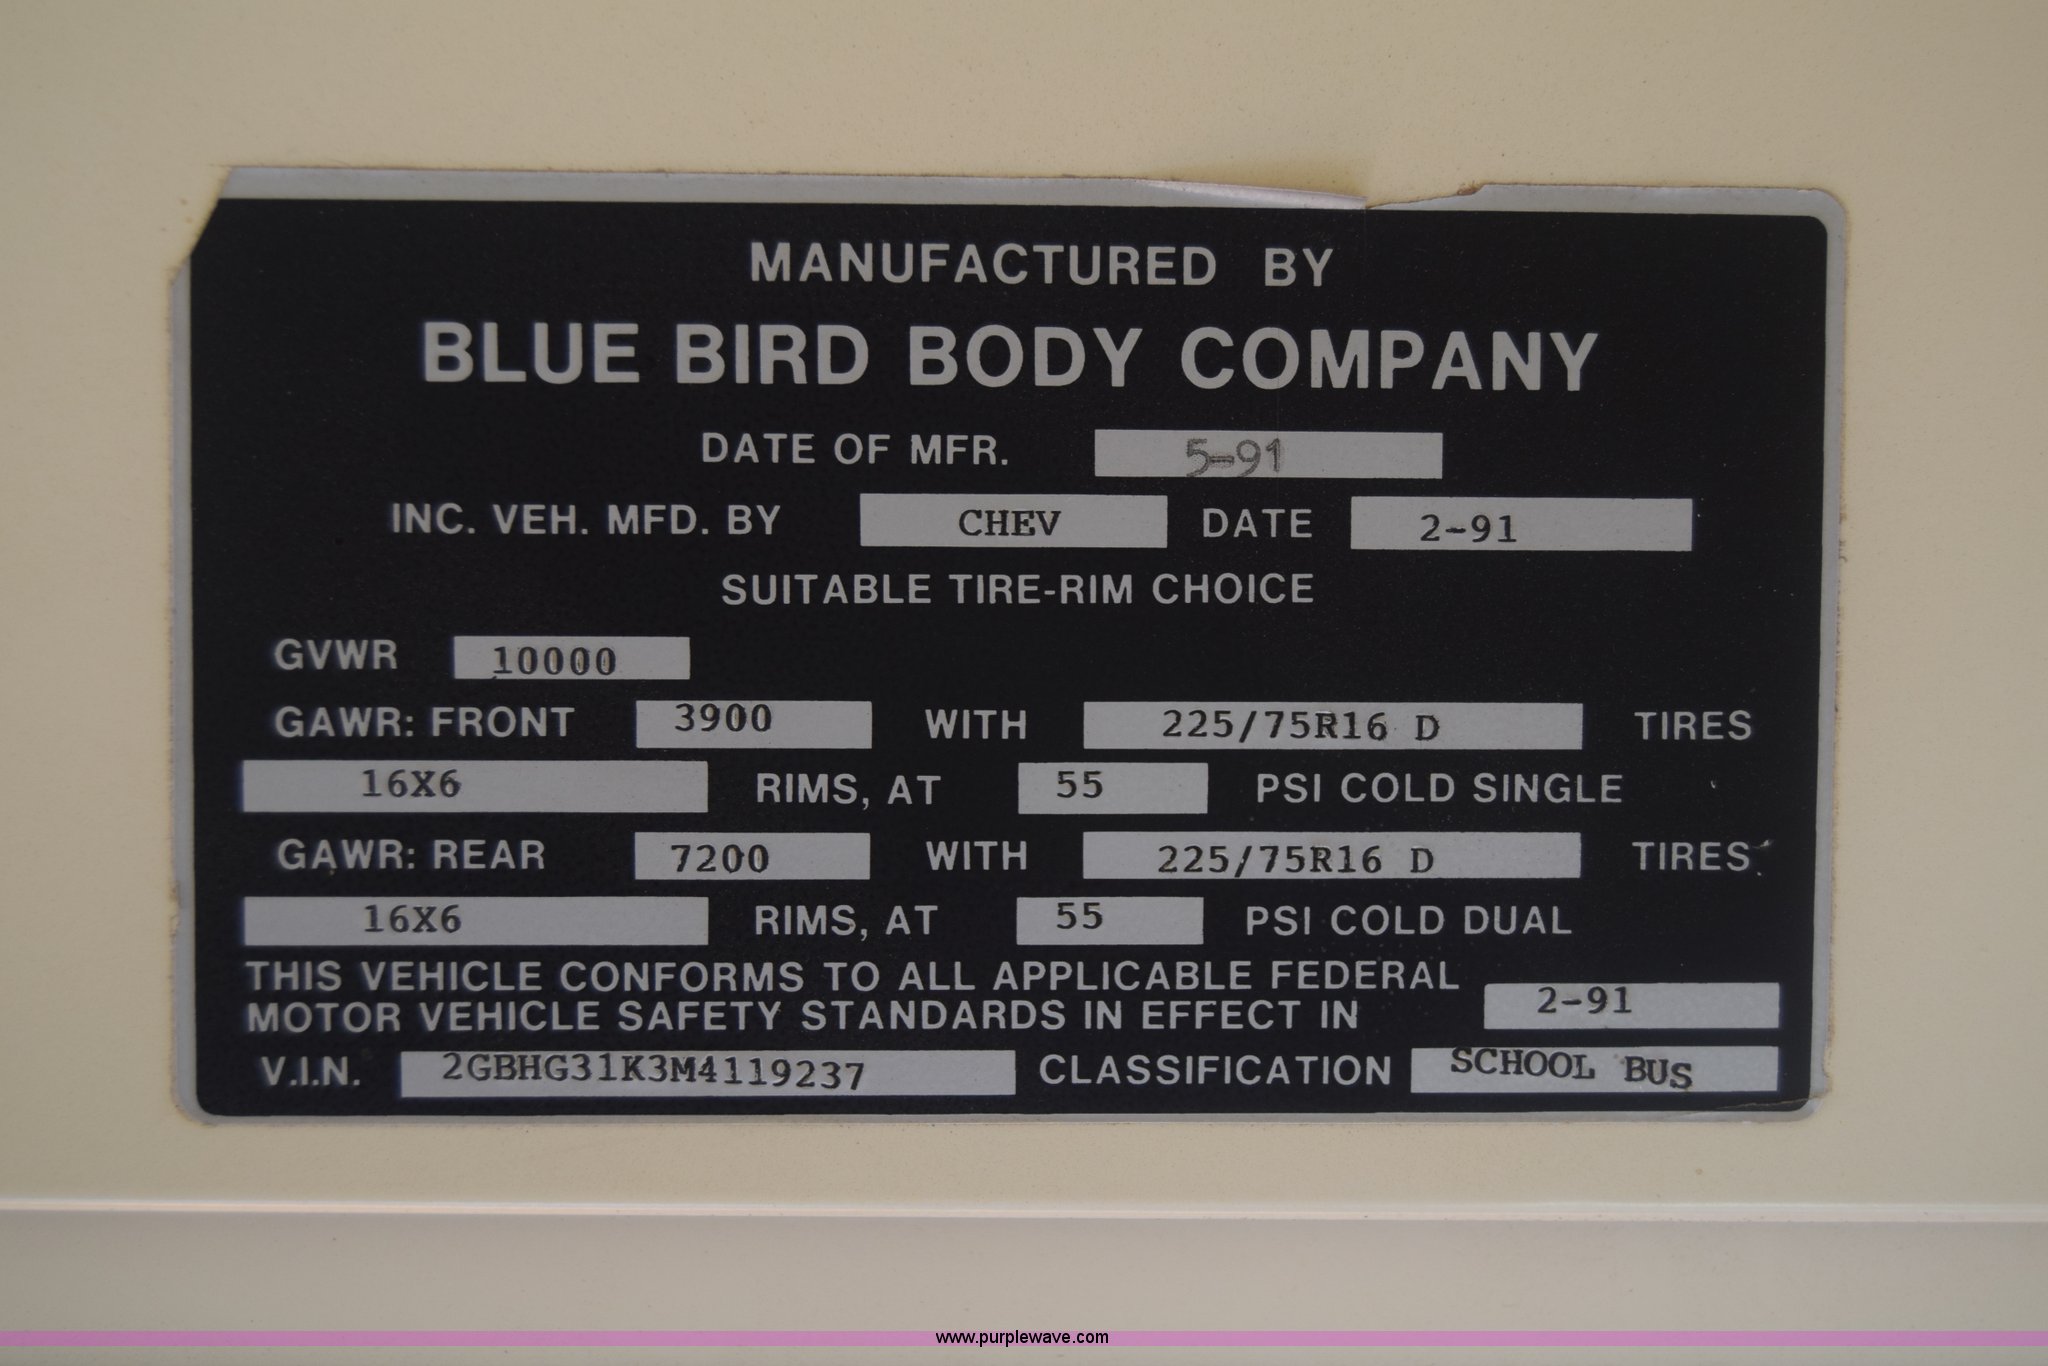 MANUFACTURED BY
BLUE BIRD BODY COMPANY
DATE OF MFR. 5-91
INC. VEH. MFD. BY CHEV DATE 2-91
SUITABLE TIRE-RIM CHOICE
GVWR 10000
GAWR: FRONT 3900 WITH 225/75R16 D TIRES
16X6 RIMS, AT 55 PSI COLD SINGLE
GAWR: REAR 7200 WITH 225/75R16 D TIRES
16X6 RIMS, AT 55 PSI COLD DUAL
THIS VEHICLE CONFORMS TO ALL APPLICABLE FEDERAL
MOTOR VEHICLE SAFETY STANDARDS IN EFFECT IN 2-91
V.I.N. 2GBHG31K3M4119237 CLASSIFICATION SCHOOL BUS
www.purplewave.com